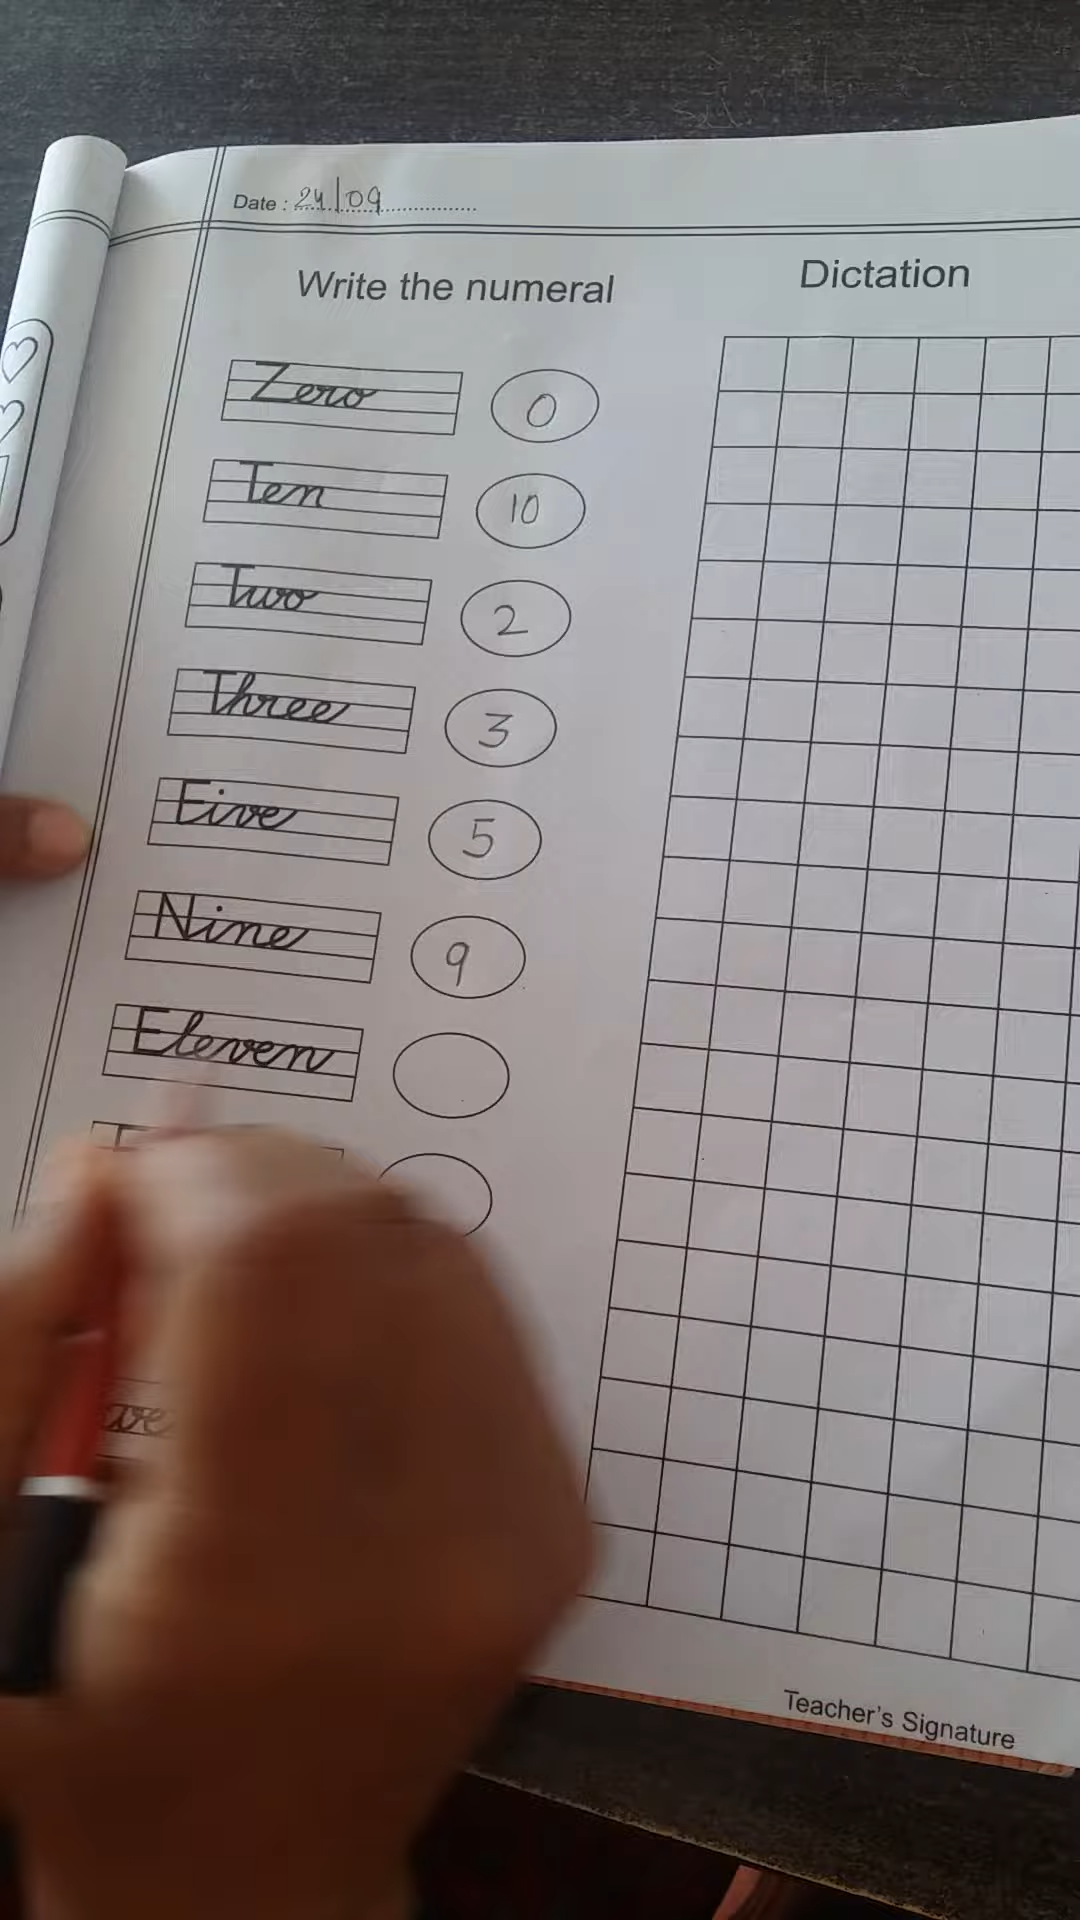 Date : 24/09
Write the numeral
Dictation
Zero 0
Ten 10
Two 2
Three 3
Five 5
Nine 9
Eleven
Teacher's Signature